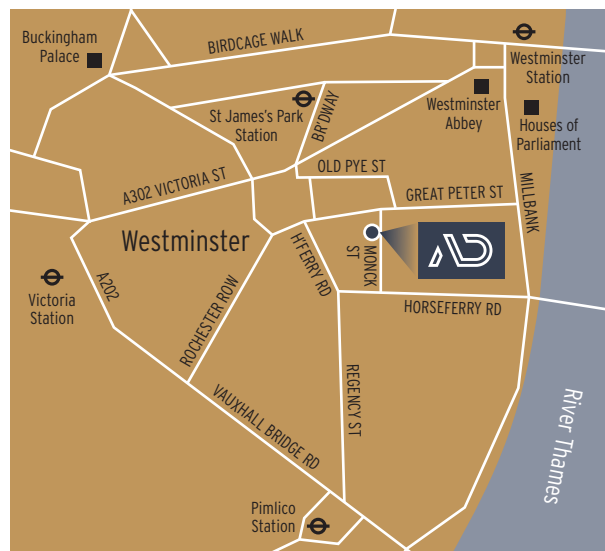 Buckingham
Palace
BIRDCAGE WALK
Westminster
Station
St James's Park
Station
BR'DWAY
Westminster
Abbey
Houses of
Parliament
OLD PYE ST
A302 VICTORIA ST
GREAT PETER ST
MILLBANK
Westminster
H'FERRY RD
MONCK
ST
A202
Victoria
Station
ROCHESTER ROW
HORSEFERRY RD
REGENCY ST
VAUXHALL BRIDGE RD
River Thames
Pimlico
Station